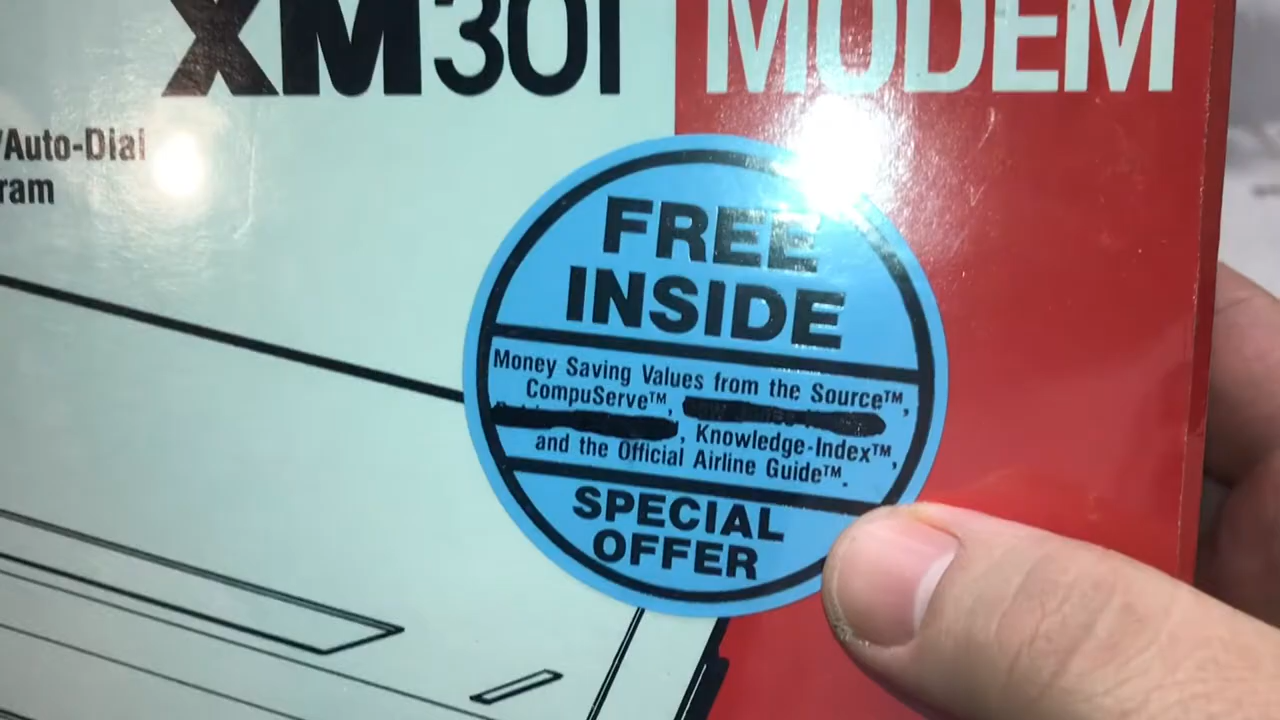 XM301 MODEM
/Auto-Dial
ram
FREE
INSIDE
Money Saving Values from the Source™,
CompuServe™,
, Knowledge-Index™,
and the Official Airline Guide™.
SPECIAL
OFFER